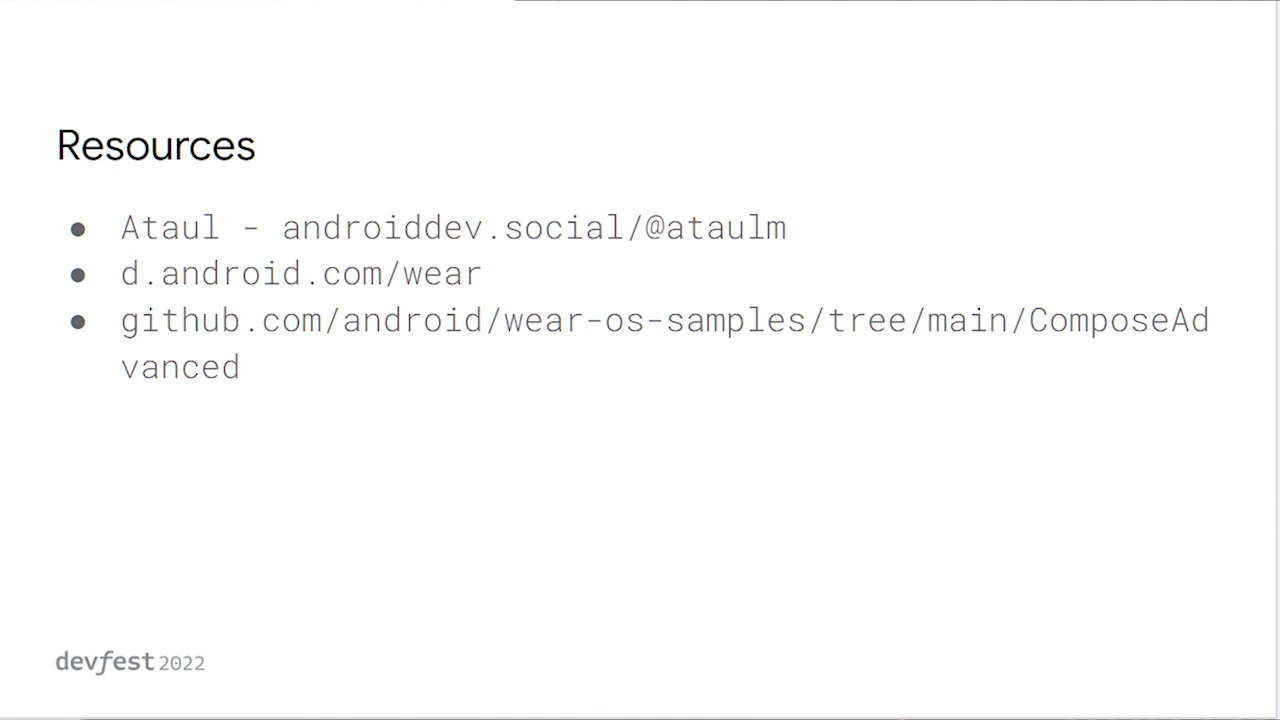 Resources
● Ataul - androiddev.social/@ataulm
● d.android.com/wear
● github.com/android/wear-os-samples/tree/main/ComposeAd
vanced
devfest 2022